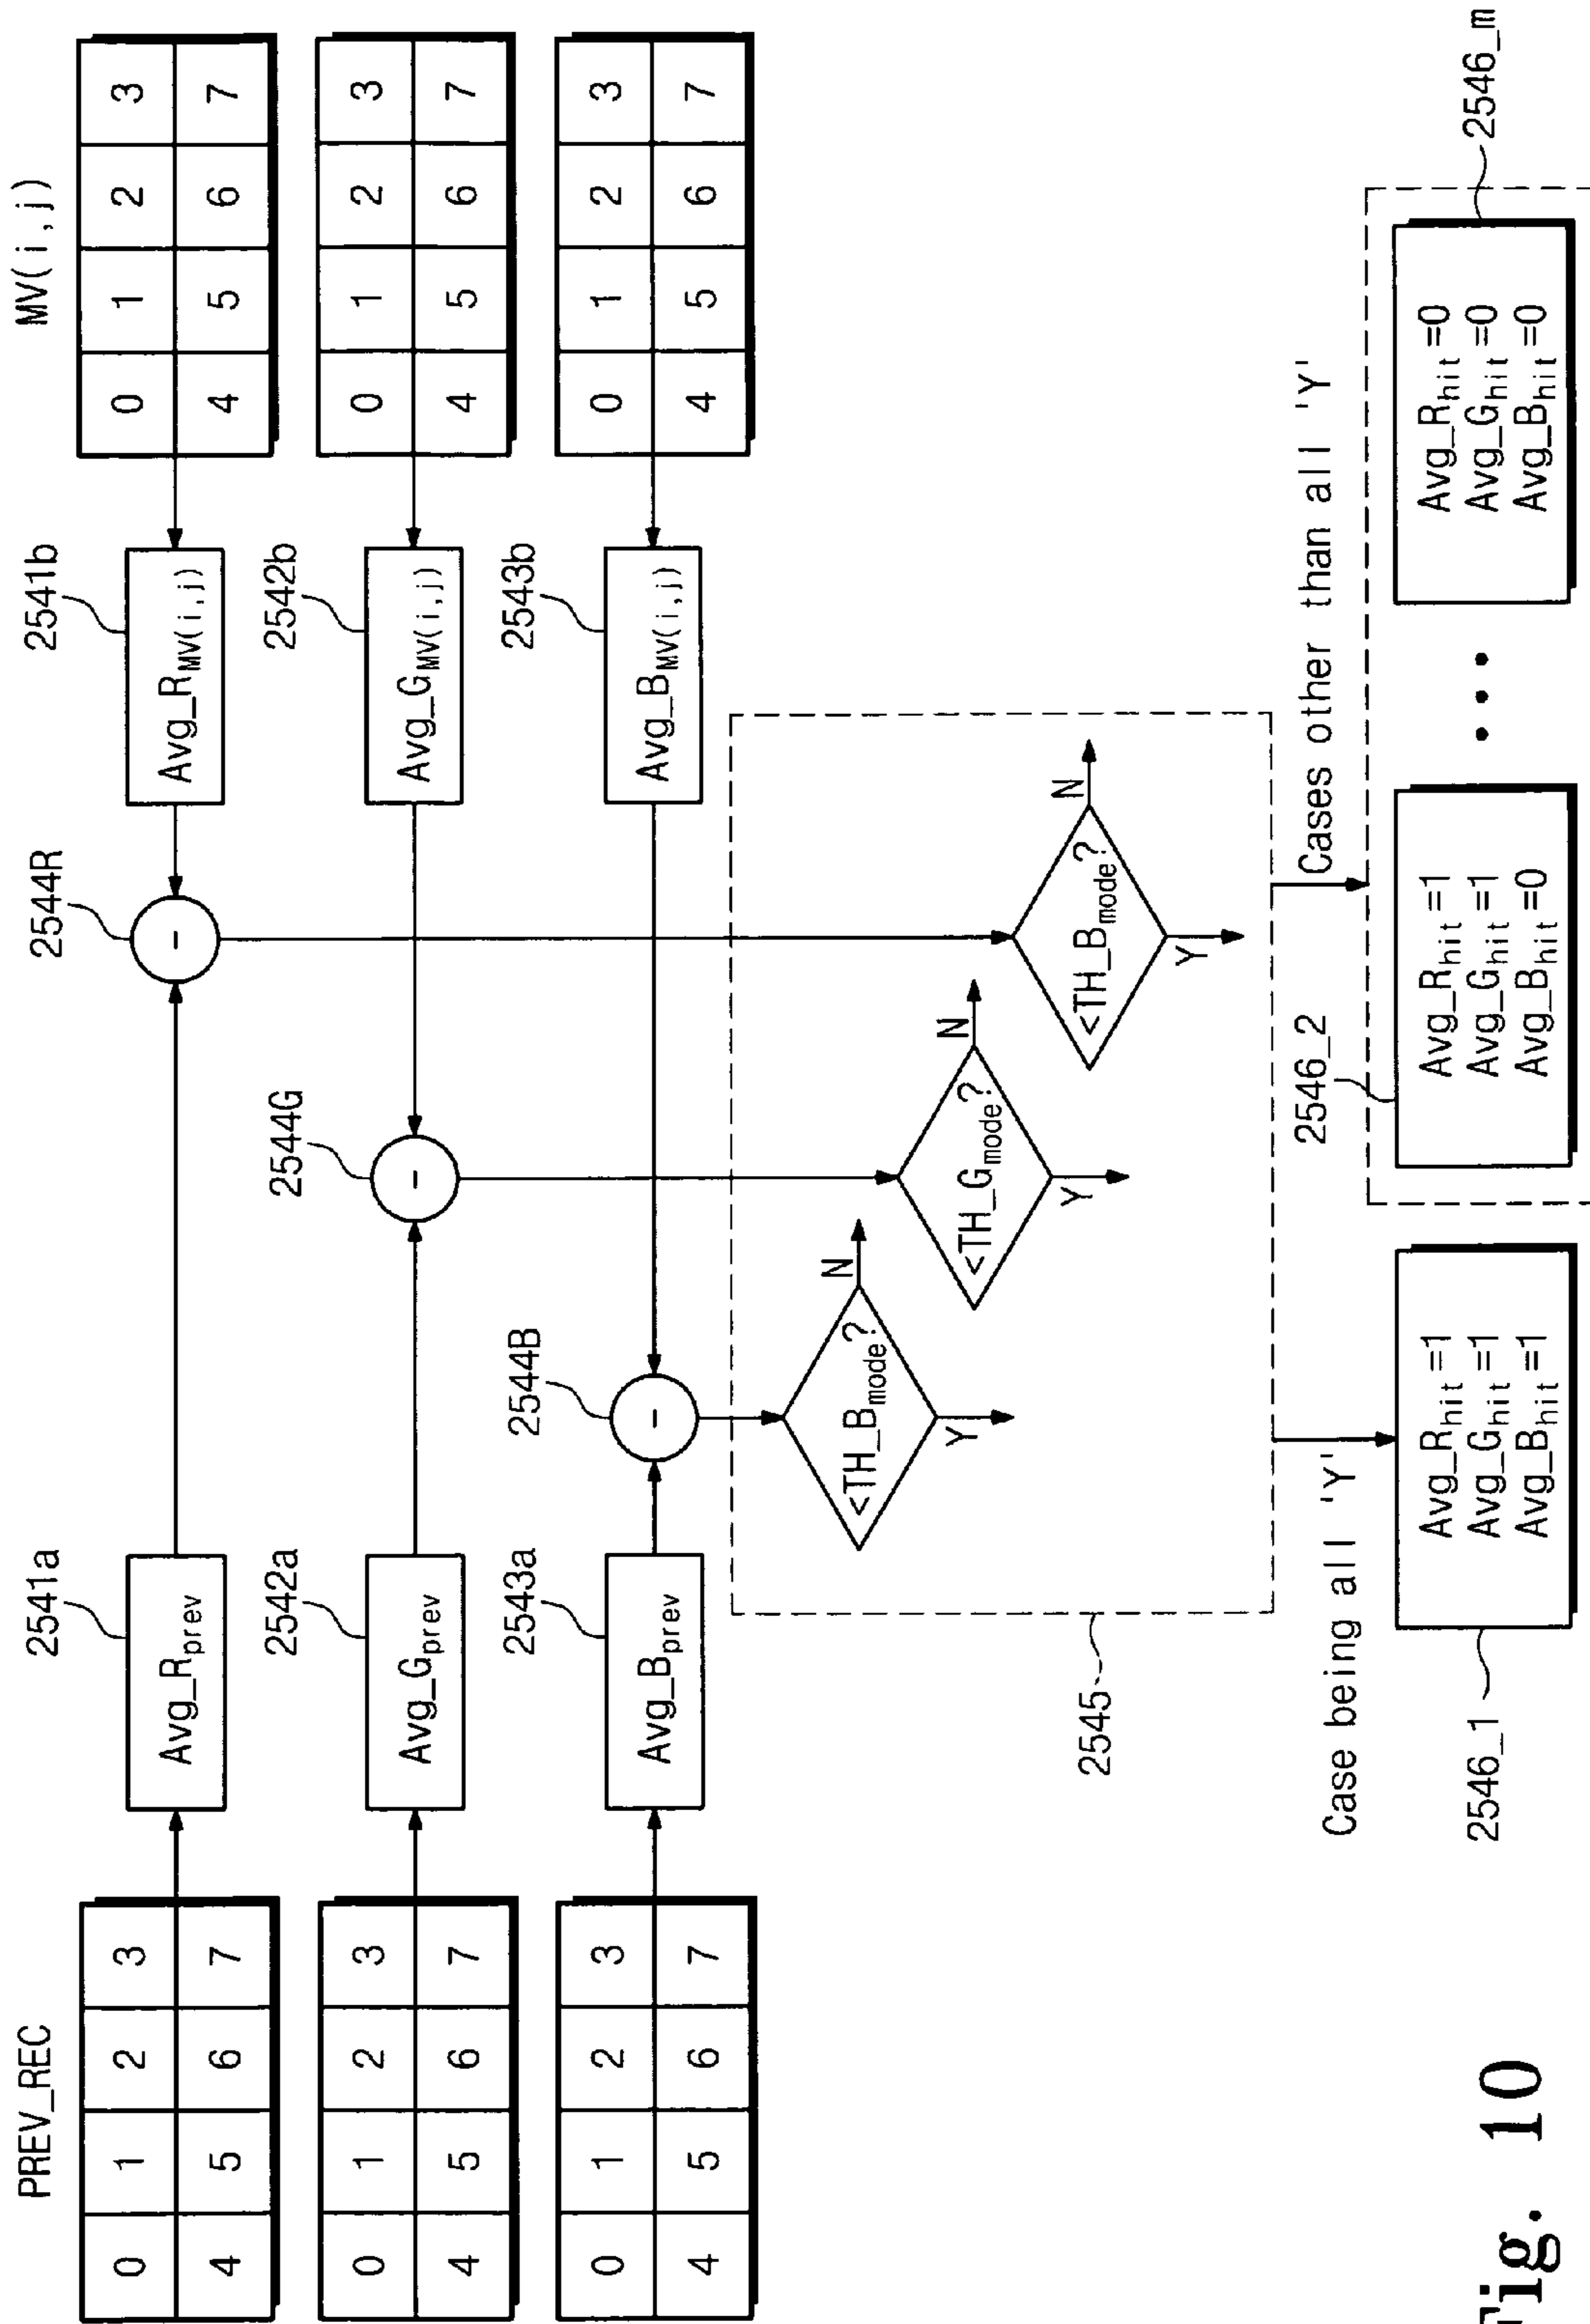 PREV_REC
MV(i,j)
0 1 2 3
4 5 6 7
2541a
Avg_Rprev
2544R
-
2541b
Avg_RMV(i,j)
0 1 2 3
4 5 6 7
0 1 2 3
4 5 6 7
2542a
Avg_Gprev
2544G
-
2542b
Avg_GMV(i,j)
0 1 2 3
4 5 6 7
0 1 2 3
4 5 6 7
2543a
Avg_Bprev
2544B
-
2543b
Avg_BMV(i,j)
0 1 2 3
4 5 6 7
<TH_Bmode?
N
Y
<TH_Gmode?
N
Y
<TH_Bmode?
N
Y
2545
Case being all 'Y'
Cases other than all 'Y'
2546_1
Avg_Rhit=1
Avg_Ghit=1
Avg_Bhit=1
2546_2
Avg_Rhit=1
Avg_Ghit=1
Avg_Bhit=0
• • •
2546_m
Avg_Rhit=0
Avg_Ghit=0
Avg_Bhit=0
Fig. 10